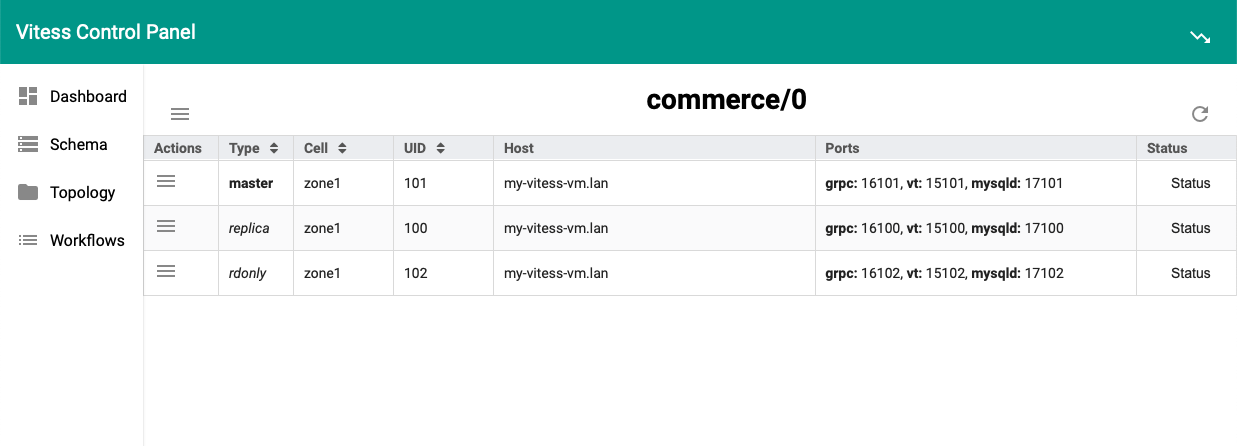 Vitess Control Panel
Dashboard
Schema
Topology
Workflows
commerce/0
Actions Type Cell UID Host Ports Status
master zone1 101 my-vitess-vm.lan grpc: 16101, vt: 15101, mysqld: 17101 Status
replica zone1 100 my-vitess-vm.lan grpc: 16100, vt: 15100, mysqld: 17100 Status
rdonly zone1 102 my-vitess-vm.lan grpc: 16102, vt: 15102, mysqld: 17102 Status